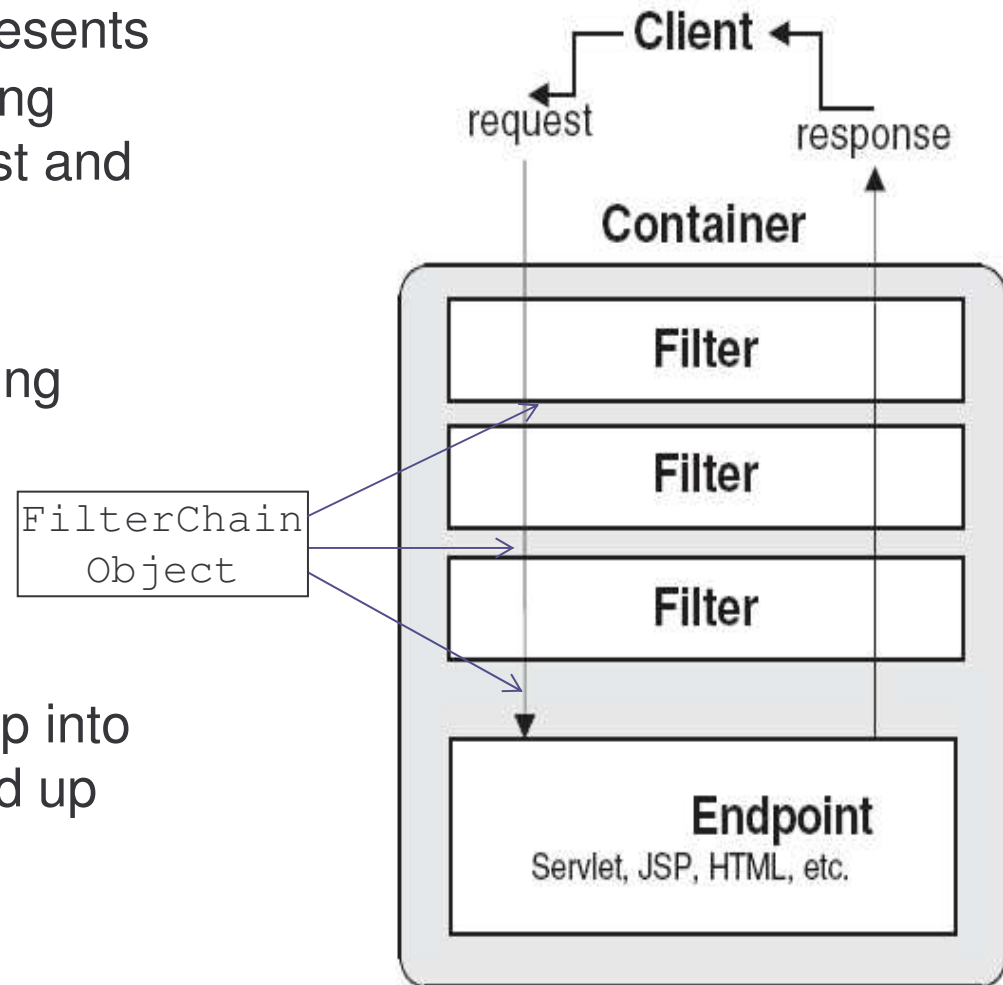 esents
ng
st and
ng
p into
d up
Client
request
response
Container
Filter
Filter
Filter
FilterChain
Object
Endpoint
Servlet, JSP, HTML, etc.